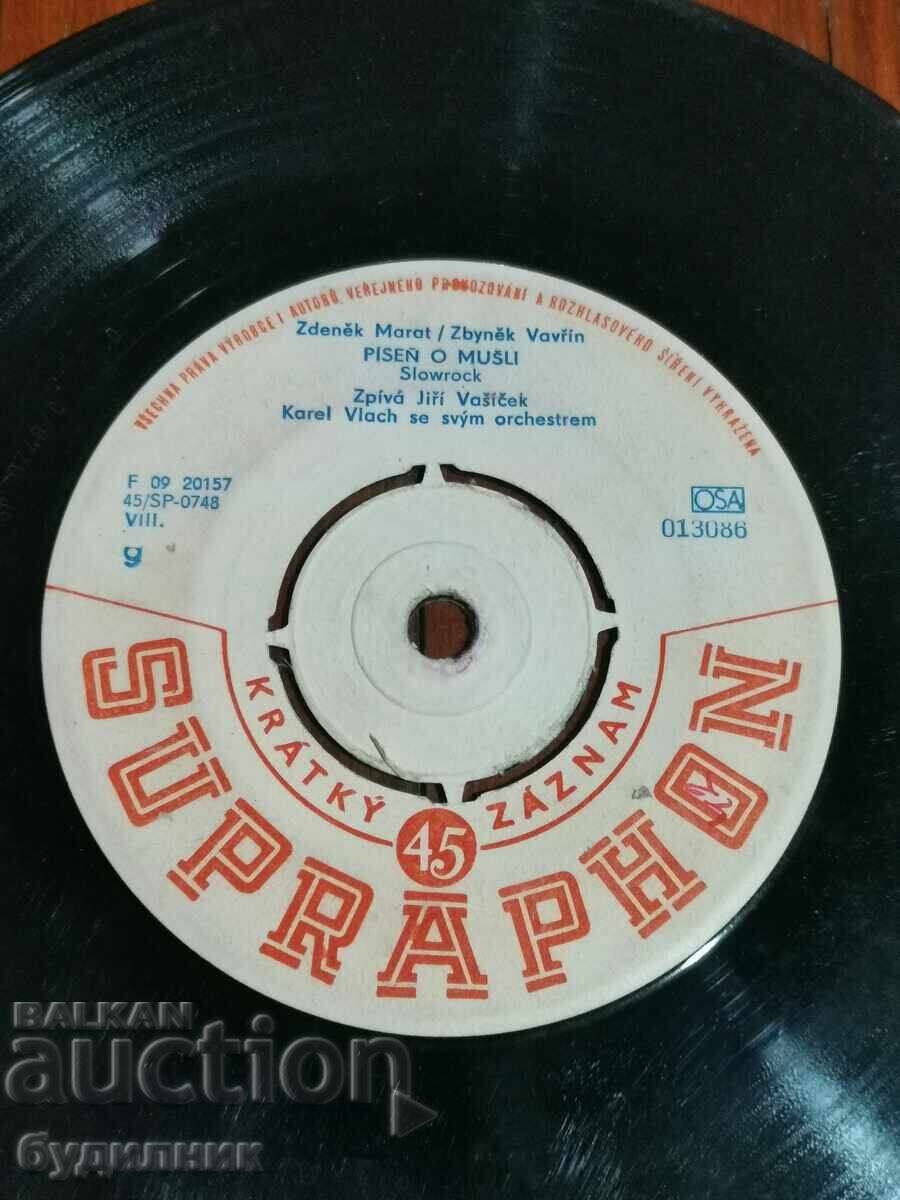 VŠECHNA PRÁVA VÝROBCE I AUTORŮ, VEŘEJNÉHO PROVOZOVÁNÍ A ROZHLASOVÉHO ŠÍŘENÍ VYHRAŽENA
Zdeněk Marat / Zbyněk Vavřín
PÍSEŇ O MUŠLI
Slowrock
Zpívá Jiří Vašíček
Karel Vlach se svým orchestrem
F 09 20157
45/SP-0748
VIII.
g
OSA
013086
KRÁTKÝ 45 ZÁZNAM
SUPRAPHON
BALKAN
auction
будилник